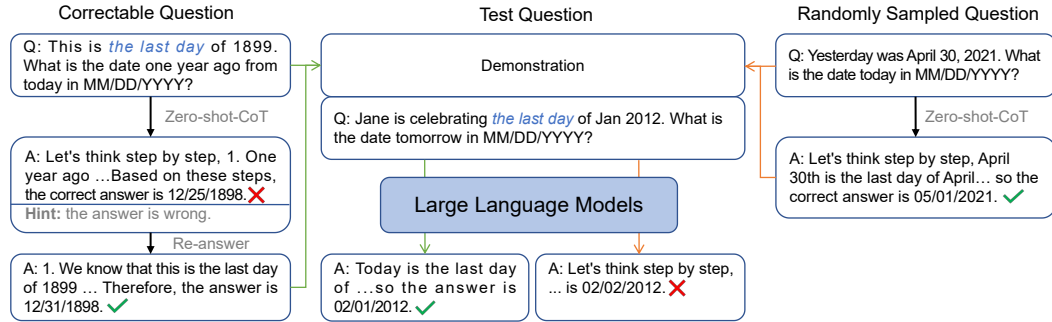 Correctable Question
Q: This is the last day of 1899.
What is the date one year ago from
today in MM/DD/YYYY?
Zero-shot-CoT
A: Let's think step by step, 1. One
year ago ...Based on these steps,
the correct answer is 12/25/1898.
Hint: the answer is wrong.
Re-answer
A: 1. We know that this is the last day
of 1899 ... Therefore, the answer is
12/31/1898.
Test Question
Demonstration
Q: Jane is celebrating the last day of Jan 2012. What is
the date tomorrow in MM/DD/YYYY?
Large Language Models
A: Today is the last day
of ...so the answer is
02/01/2012.
A: Let's think step by step,
... is 02/02/2012.
Randomly Sampled Question
Q: Yesterday was April 30, 2021. What
is the date today in MM/DD/YYYY?
Zero-shot-CoT
A: Let's think step by step, April
30th is the last day of April... so the
correct answer is 05/01/2021.